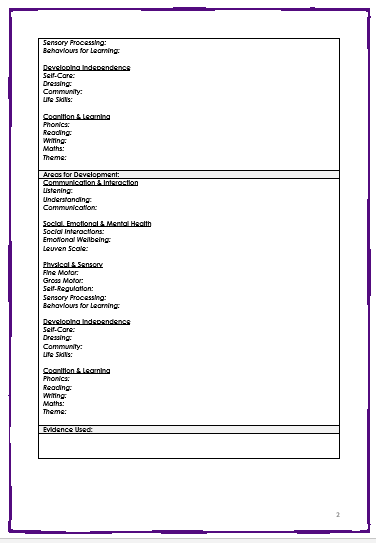 Sensory Processing:
Behaviours for Learning:
Developing Independence
Self-Care:
Dressing:
Community:
Life Skills:
Cognition & Learning
Phonics:
Reading:
Writing:
Maths:
Theme:
Areas for Development:
Communication & Interaction
Listening:
Understanding:
Communication:
Social, Emotional & Mental Health
Social Interactions:
Emotional Wellbeing:
Leuven Scale:
Physical & Sensory
Fine Motor:
Gross Motor:
Self-Regulation:
Sensory Processing:
Behaviours for Learning:
Developing Independence
Self-Care:
Dressing:
Community:
Life Skills:
Cognition & Learning
Phonics:
Reading:
Writing:
Maths:
Theme:
Evidence Used:
2